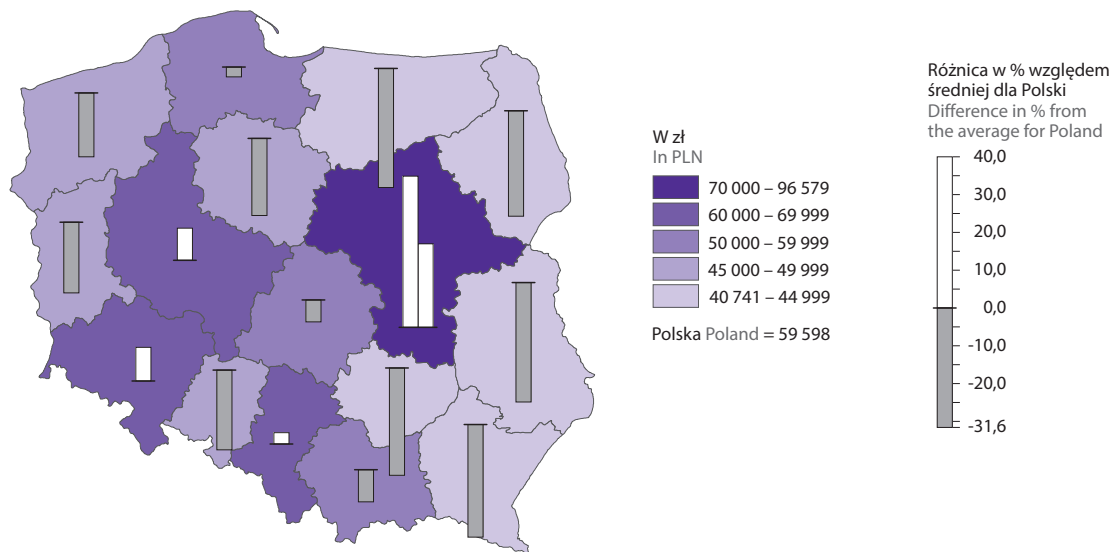 W zł
In PLN
70 000 – 96 579
60 000 – 69 999
50 000 – 59 999
45 000 – 49 999
40 741 – 44 999
Polska Poland = 59 598
Różnica w % względem
średniej dla Polski
Difference in % from
the average for Poland
40,0
30,0
20,0
10,0
0,0
-10,0
-20,0
-31,6